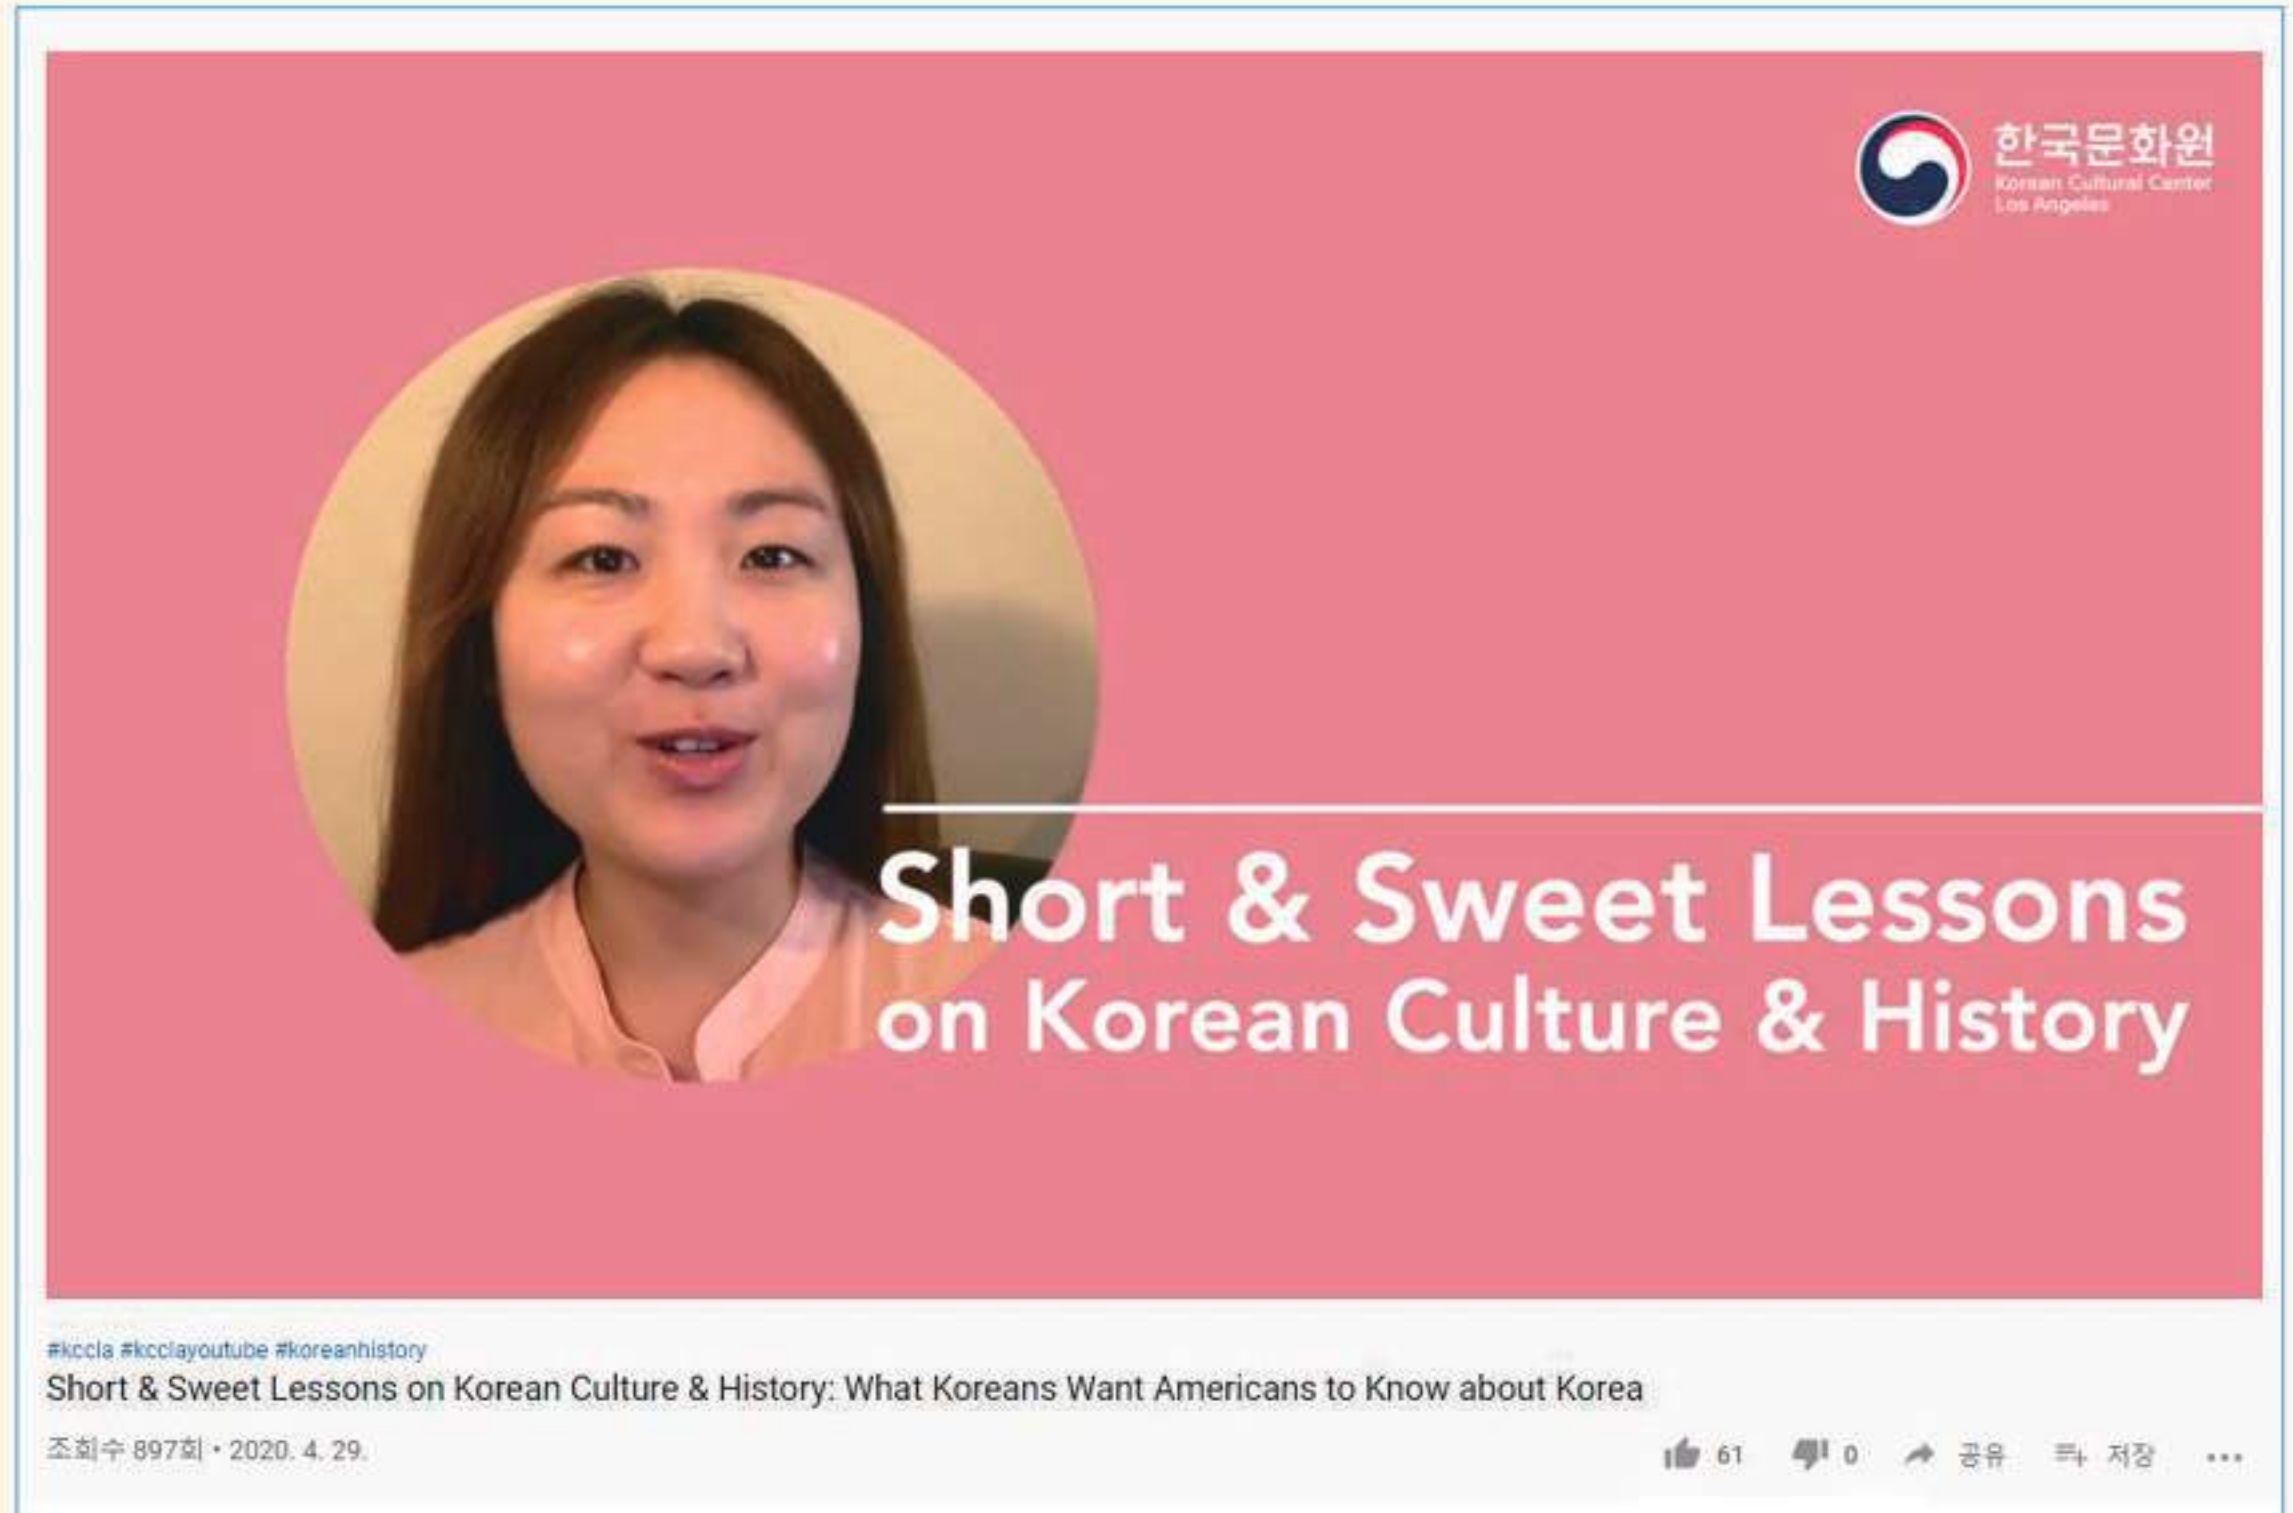 한국문화원
Korean Cultural Center
Los Angeles
Short & Sweet Lessons
on Korean Culture & History
#kccla #kcclayoutube #koreanhistory
Short & Sweet Lessons on Korean Culture & History: What Koreans Want Americans to Know about Korea
조회수 897회 • 2020. 4. 29.
61 0 공유 저장